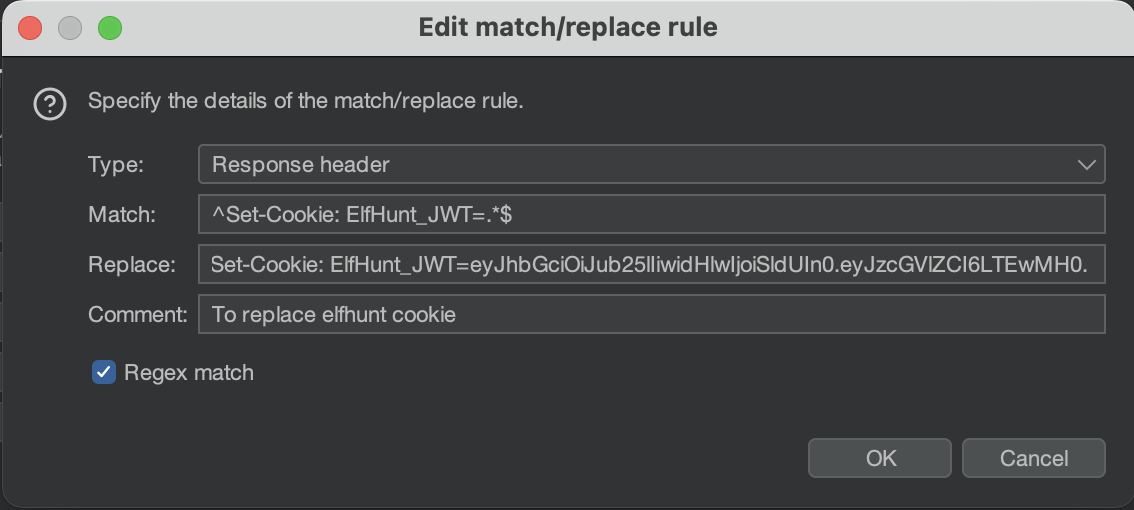 Edit match/replace rule
Specify the details of the match/replace rule.
Type: Response header
Match: ^Set-Cookie: ElfHunt_JWT=.*$
Replace: Set-Cookie: ElfHunt_JWT=eyJhbGciOiJub25lIiwidHlwIjoiSldUIn0.eyJzcGVlZCI6LTEwMH0.
Comment: To replace elfhunt cookie
Regex match
OK Cancel